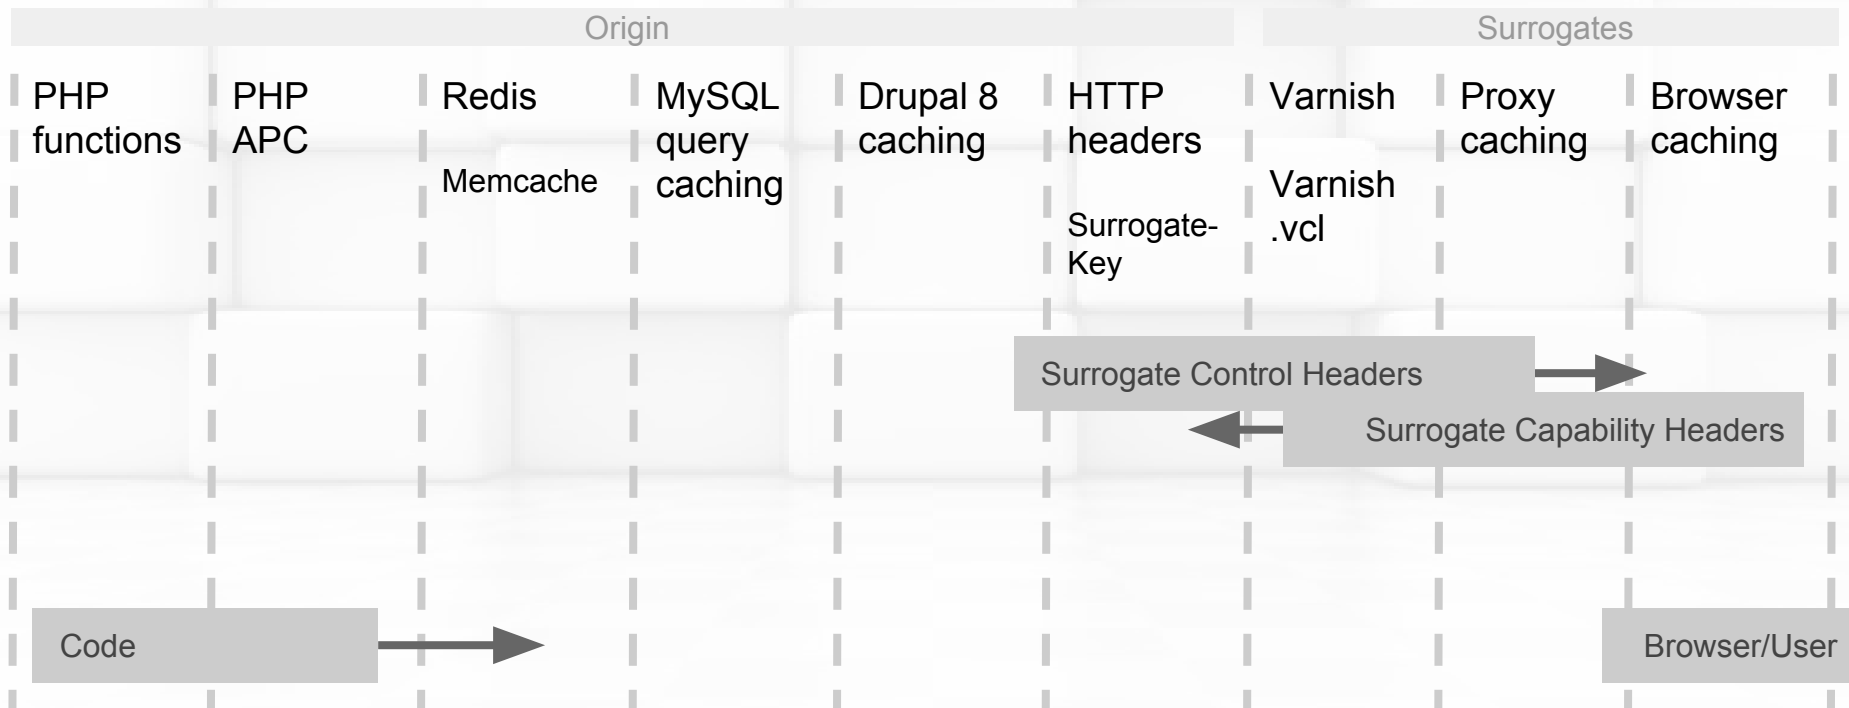 Origin
Surrogates
PHP
functions
PHP
APC
Redis
Memcache
MySQL
query
caching
Drupal 8
caching
HTTP
headers
Surrogate-
Key
Varnish
Varnish
.vcl
Proxy
caching
Browser
caching
Surrogate Control Headers
Surrogate Capability Headers
Code
Browser/User